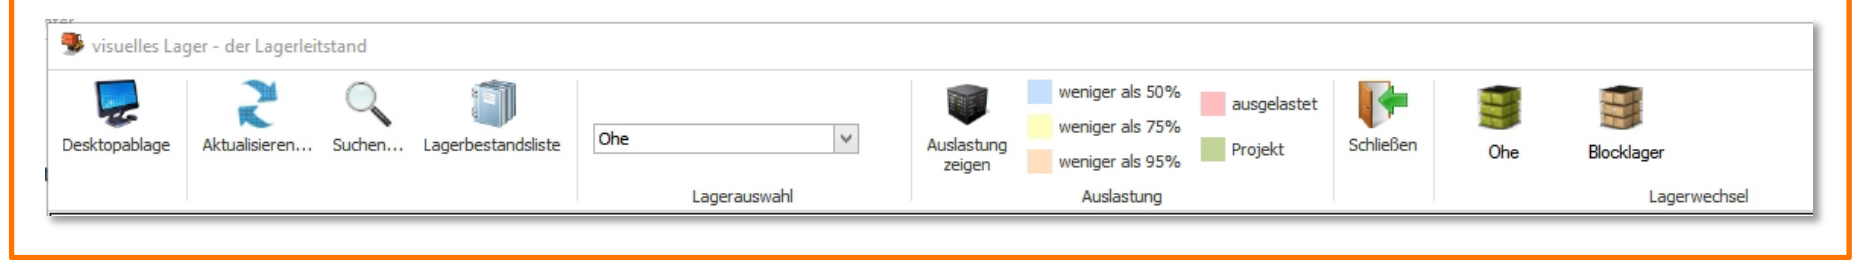 visuelles Lager - der Lagerleitstand
Desktopablage
Aktualisieren...
Suchen...
Lagerbestandsliste
Ohe
Lagerauswahl
Auslastung
zeigen
weniger als 50%
weniger als 75%
weniger als 95%
ausgelastet
Projekt
Auslastung
Schließen
Ohe
Blocklager
Lagerwechsel